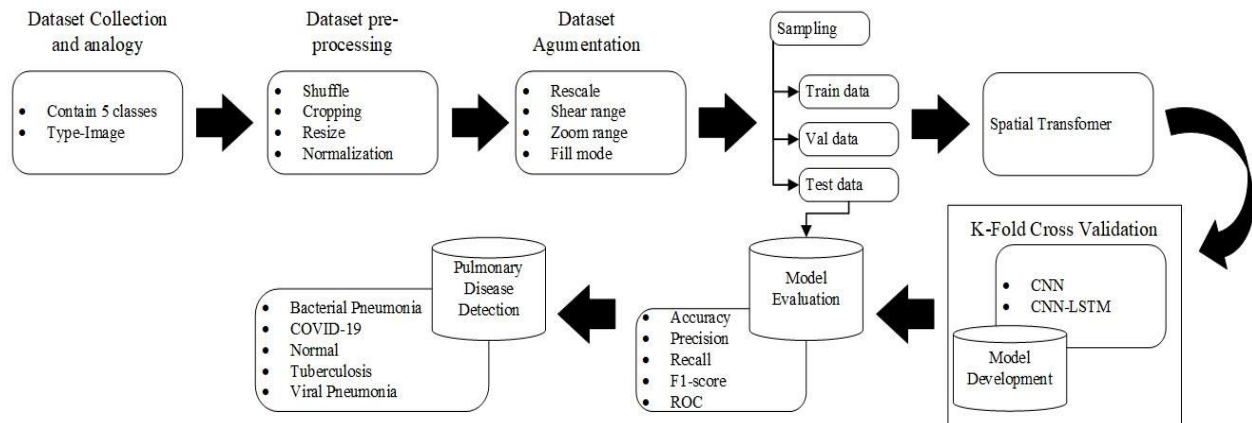 Dataset Collection
and analogy
• Contain 5 classes
• Type-Image
Dataset pre-
processing
• Shuffle
• Cropping
• Resize
• Normalization
Dataset
Agumentation
• Rescale
• Shear range
• Zoom range
• Fill mode
Sampling
Train data
Val data
Test data
Spatial Transfomer
K-Fold Cross Validation
• CNN
• CNN-LSTM
Model
Development
Model
Evaluation
• Accuracy
• Precision
• Recall
• F1-score
• ROC
Pulmonary
Disease
Detection
• Bacterial Pneumonia
• COVID-19
• Normal
• Tuberculosis
• Viral Pneumonia